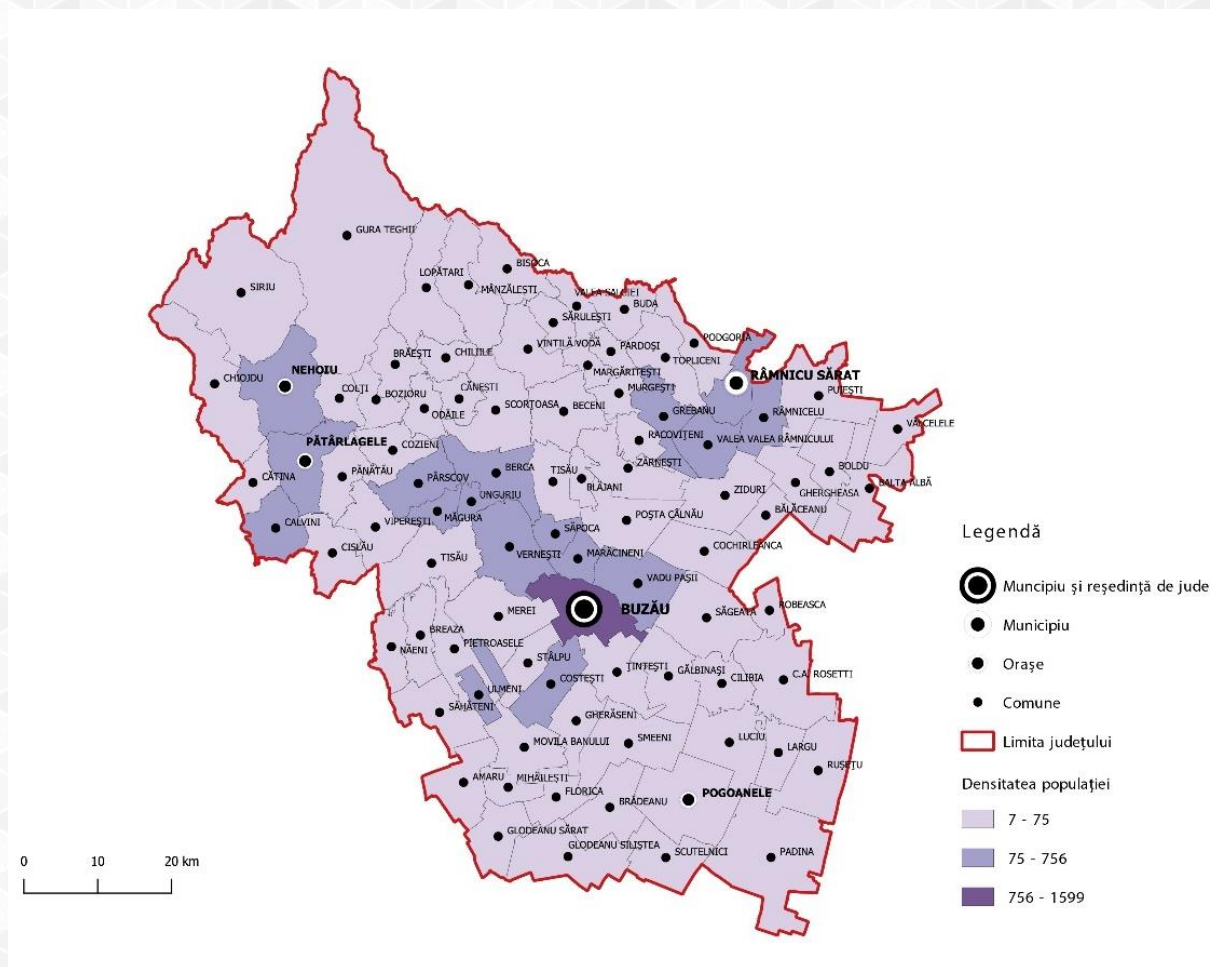 GURA TEGHII
BISOCA
LOPĂTARI
SIRIU
MÂNZĂLEȘTI
VALEA SALCIEI
BUDA
SĂRULEȘTI
PODGORIA
VINTILĂ VODĂ
PARDOȘI
BRĂEȘTI
CHILIILE
TOPLICENI
NEHOIU
MARGĂRITEȘTI
RÂMNICU SĂRAT
CHIOJDU
COLȚI
BOZIORU
CĂNEȘTI
MURGEȘTI
PUIEȘTI
ODĂILE
SCORȚOASA
BECENI
GREBANU
RÂMNICELU
VÂLCELELE
PĂTÂRLAGELE
COZIENI
RACOVIȚENI
VALEA VALEA RÂMNICULUI
CĂTINA
PĂNĂTĂU
PÂRSCOV
BERCA
TISĂU
BLĂJANI
ZĂRNEȘTI
BOLDU
UNGURIU
ZIDURI
GHERGHEASA
BALTA ALBĂ
CALVINI
VIPEREȘTI
MĂGURA
POȘTA CÂLNĂU
BĂLĂCEANU
SĂPOCA
CISLĂU
VERNEȘTI
MARĂCINENI
COCHIRLEANCA
TISĂU
VADU PAȘII
MEREI
BUZĂU
SĂGEATA
ROBEASCA
BREAZA
NĂENI
PIETROASELE
STÂLPU
ȚINTEȘTI
GĂLBINAȘI
CILIBIA
C.A. ROSETTI
ULMENI
COSTEȘTI
SĂHĂTENI
GHERĂSENI
MOVILA BANULUI
SMEENI
LUCIU
LARGU
RUȘEȚU
AMARU
MIHĂILEȘTI
FLORICA
BRĂDEANU
POGOANELE
GLODEANU SĂRAT
GLODEANU SILIȘTEA
SCUTELNICI
PADINA
0 10 20 km
Legendă
Muncipiu și reședință de jude
Municipiu
Orașe
Comune
Limita județului
Densitatea populației
7 - 75
75 - 756
756 - 1599